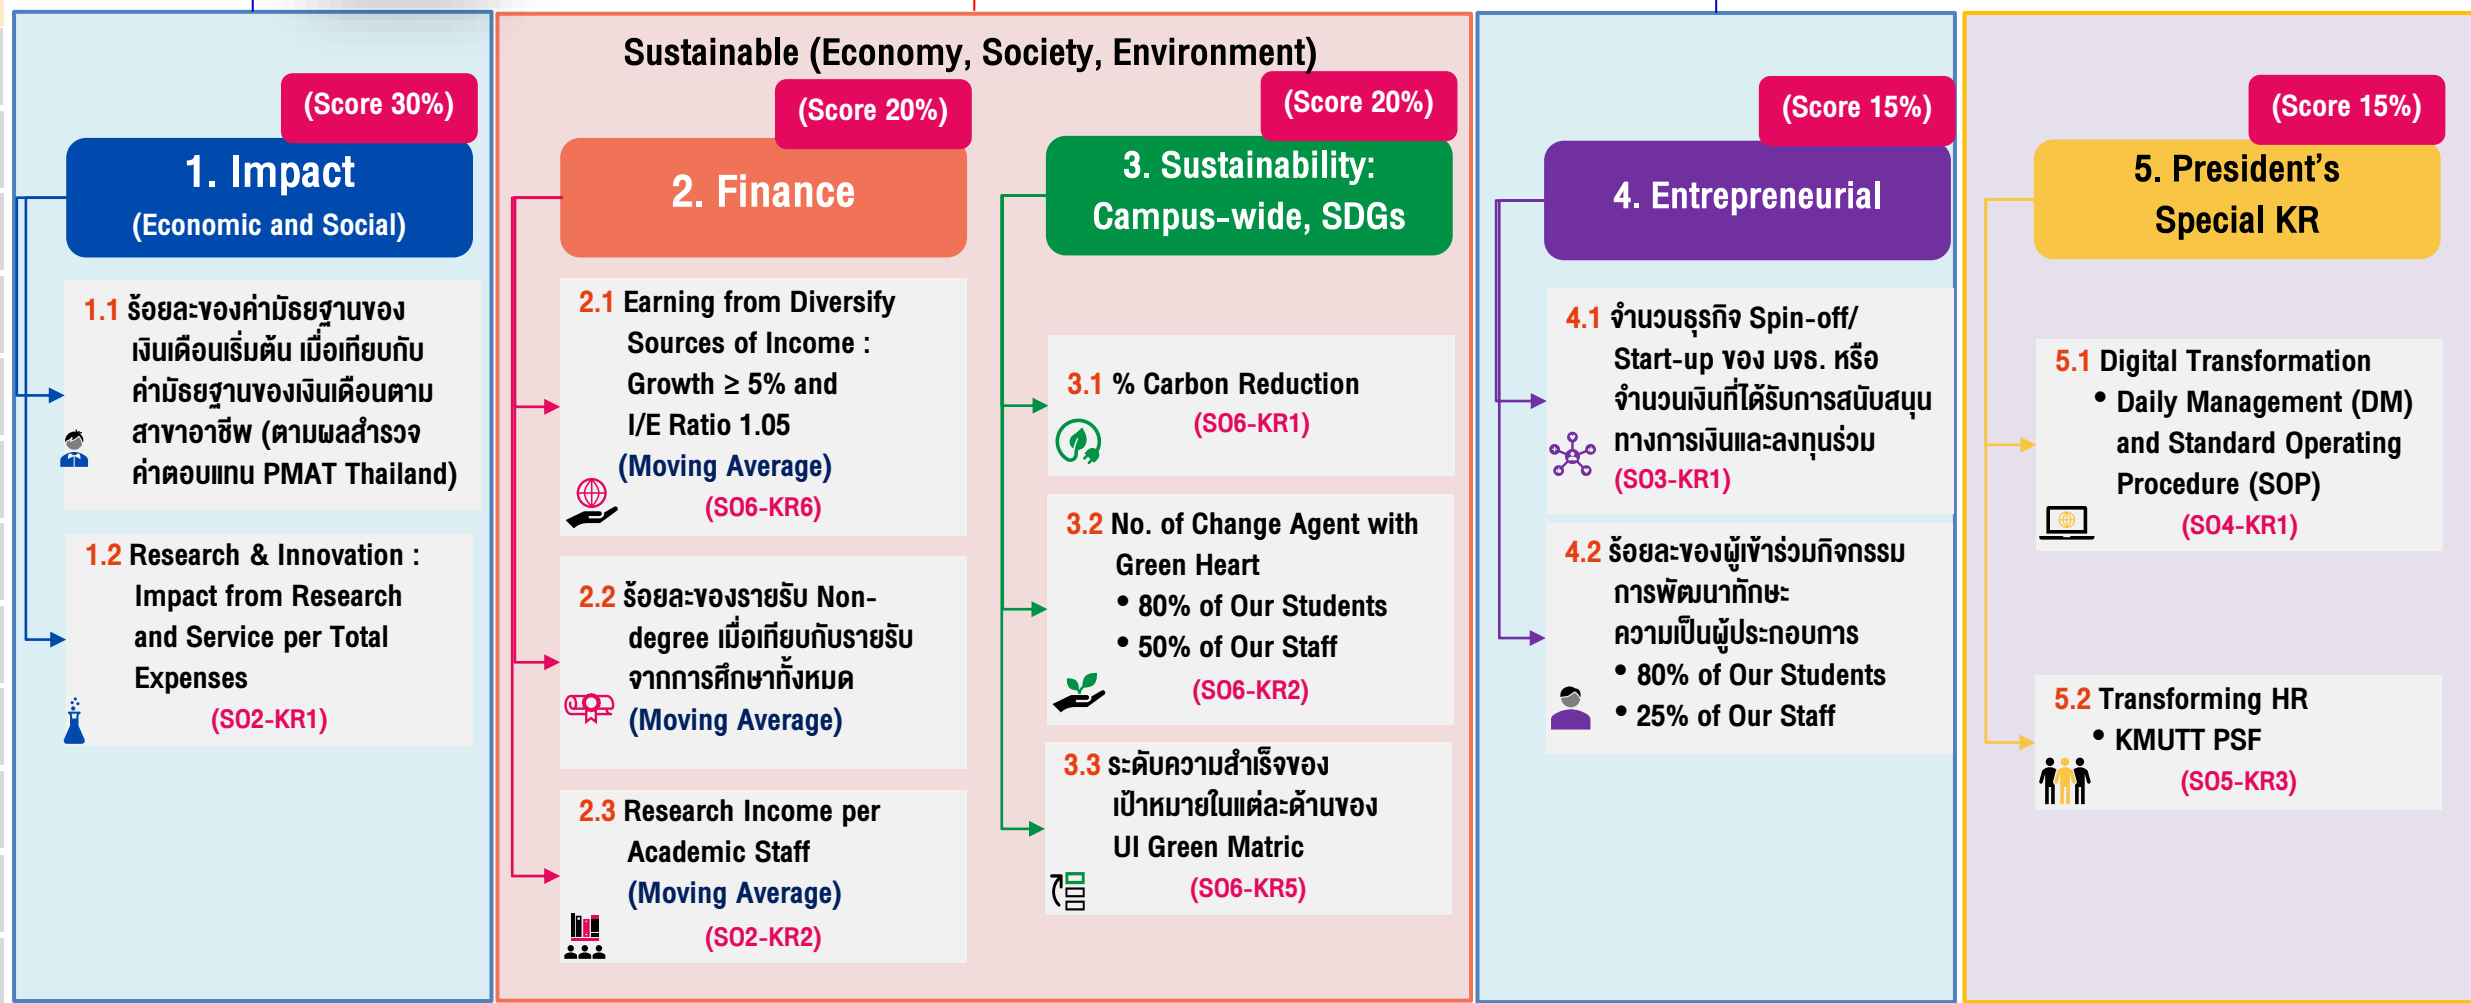 Sustainable (Economy, Society, Environment)
(Score 30%)
1. Impact
(Economic and Social)
1.1 ร้อยละของค่ามัธยฐานของ
เงินเดือนเริ่มต้น เมื่อเทียบกับ
ค่ามัธยฐานของเงินเดือนตาม
สาขาอาชีพ (ตามผลสำรวจ
ค่าตอบแทน PMAT Thailand)
1.2 Research & Innovation :
Impact from Research
and Service per Total
Expenses
(SO2-KR1)
(Score 20%)
2. Finance
2.1 Earning from Diversify
Sources of Income :
Growth ≥ 5% and
I/E Ratio 1.05
(Moving Average)
(SO6-KR6)
2.2 ร้อยละของรายรับ Non-
degree เมื่อเทียบกับรายรับ
จากการศึกษาทั้งหมด
(Moving Average)
2.3 Research Income per
Academic Staff
(Moving Average)
(SO2-KR2)
(Score 20%)
3. Sustainability:
Campus-wide, SDGs
3.1 % Carbon Reduction
(SO6-KR1)
3.2 No. of Change Agent with
Green Heart
• 80% of Our Students
• 50% of Our Staff
(SO6-KR2)
3.3 ระดับความสำเร็จของ
เป้าหมายในแต่ละด้านของ
UI Green Matric
(SO6-KR5)
(Score 15%)
4. Entrepreneurial
4.1 จำนวนธุรกิจ Spin-off/
Start-up ของ มจธ. หรือ
จำนวนเงินที่ได้รับการสนับสนุน
ทางการเงินและลงทุนร่วม
(SO3-KR1)
4.2 ร้อยละของผู้เข้าร่วมกิจกรรม
การพัฒนาทักษะ
ความเป็นผู้ประกอบการ
• 80% of Our Students
• 25% of Our Staff
(Score 15%)
5. President’s
Special KR
5.1 Digital Transformation
• Daily Management (DM)
and Standard Operating
Procedure (SOP)
(SO4-KR1)
5.2 Transforming HR
• KMUTT PSF
(SO5-KR3)